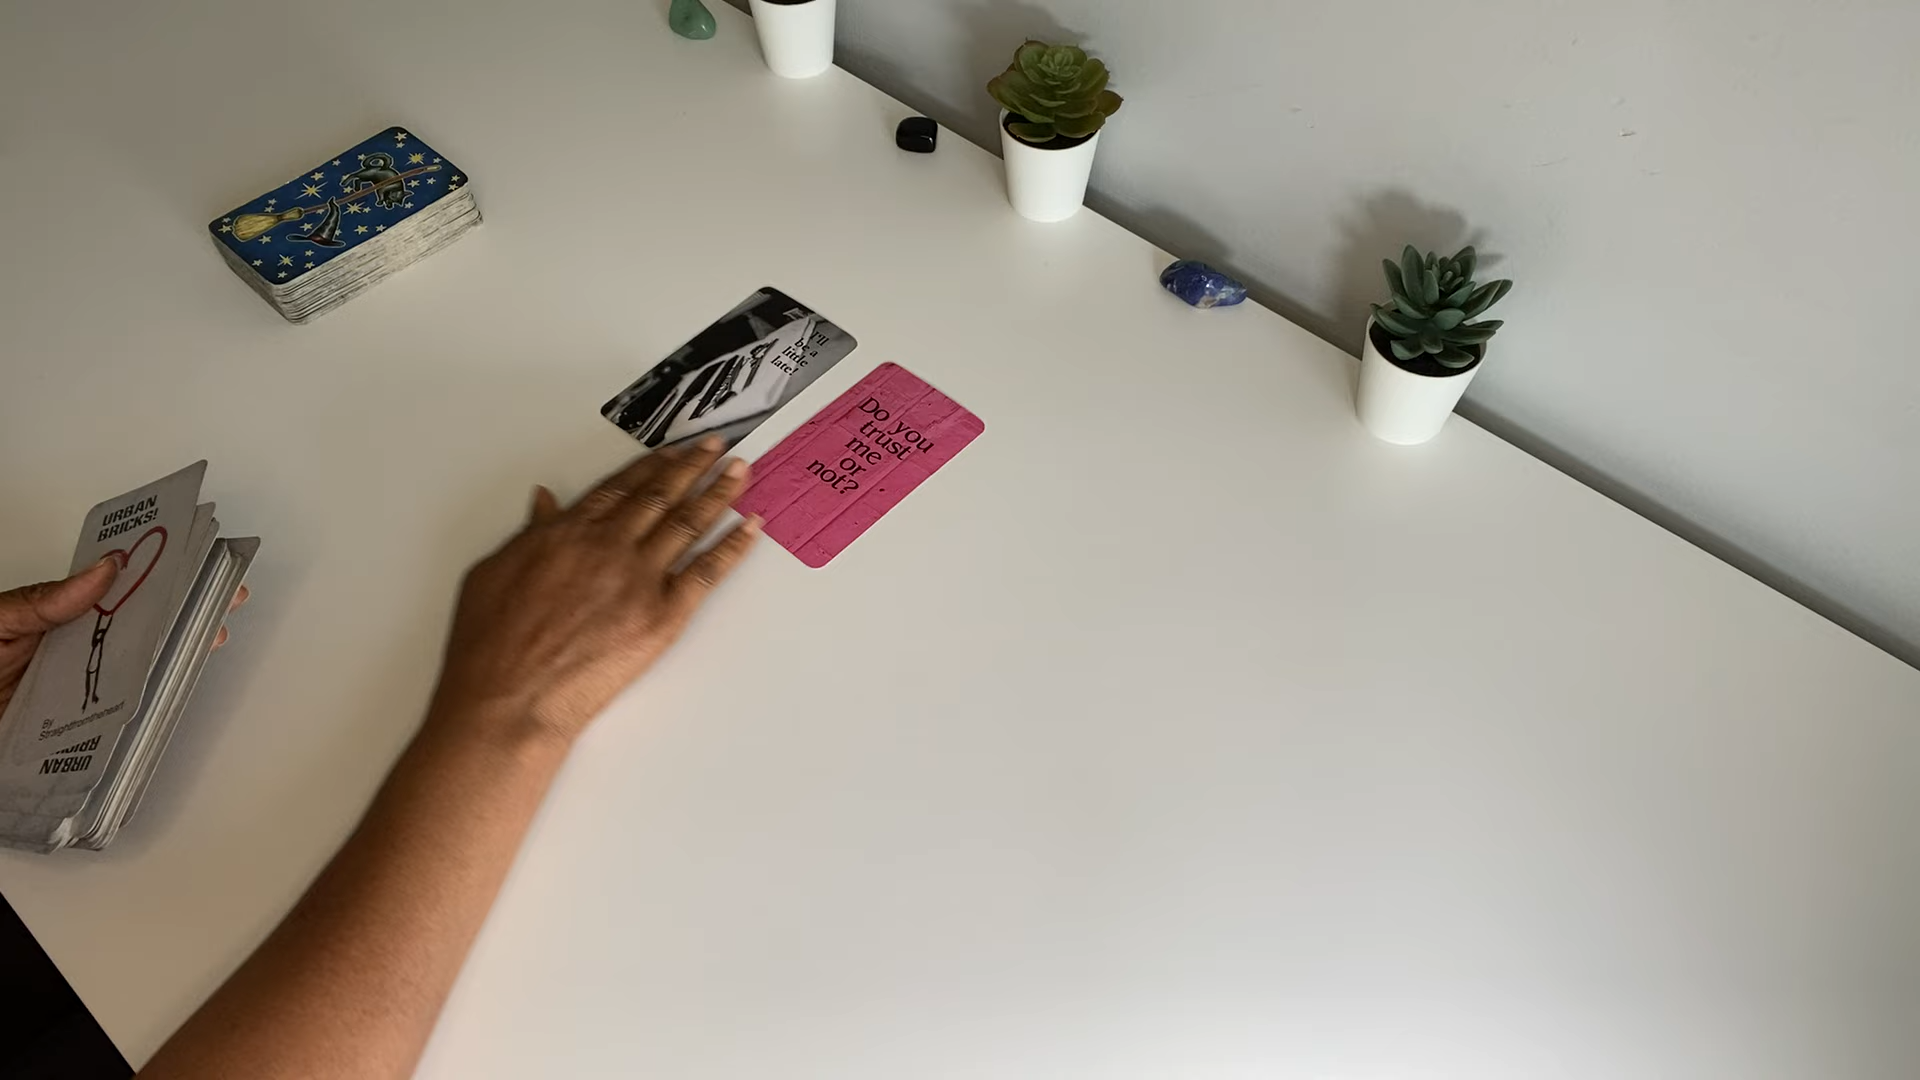 I'll
be a
little
late!
Do you
trust
me
or
not?
URBAN
BRICKS!
By
Straightfromtheheart
URBAN
BRICKS